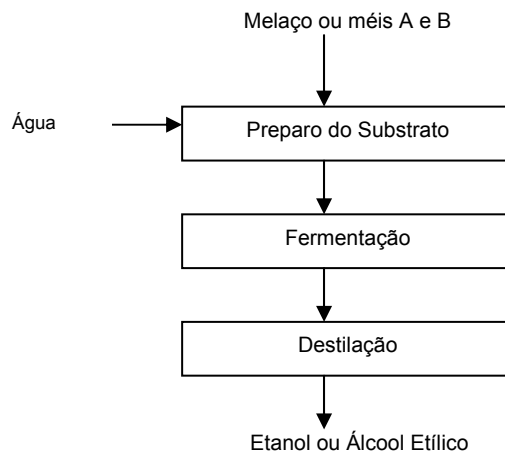 Melaço ou méis A e B
Água
Preparo do Substrato
Fermentação
Destilação
Etanol ou Álcool Etílico